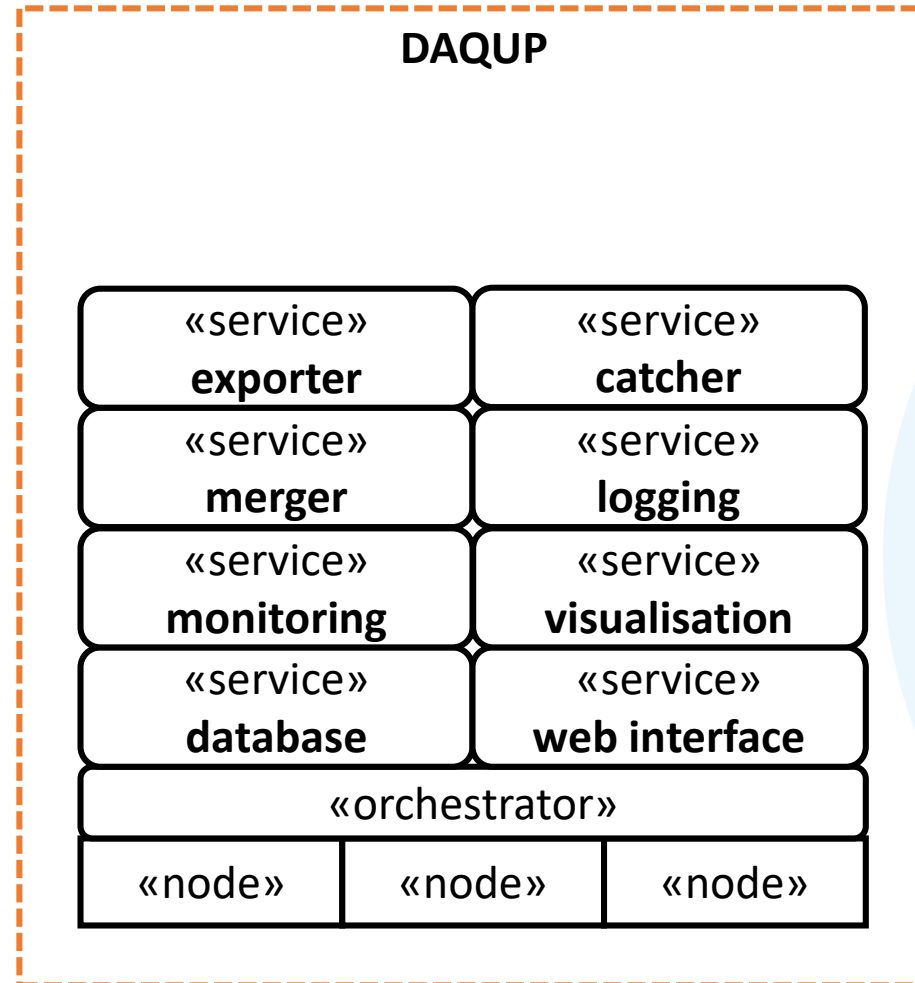 DAQUP
«service» «service»
exporter catcher
«service» «service»
merger logging
«service» «service»
monitoring visualisation
«service» «service»
database web interface
«orchestrator»
«node» «node» «node»